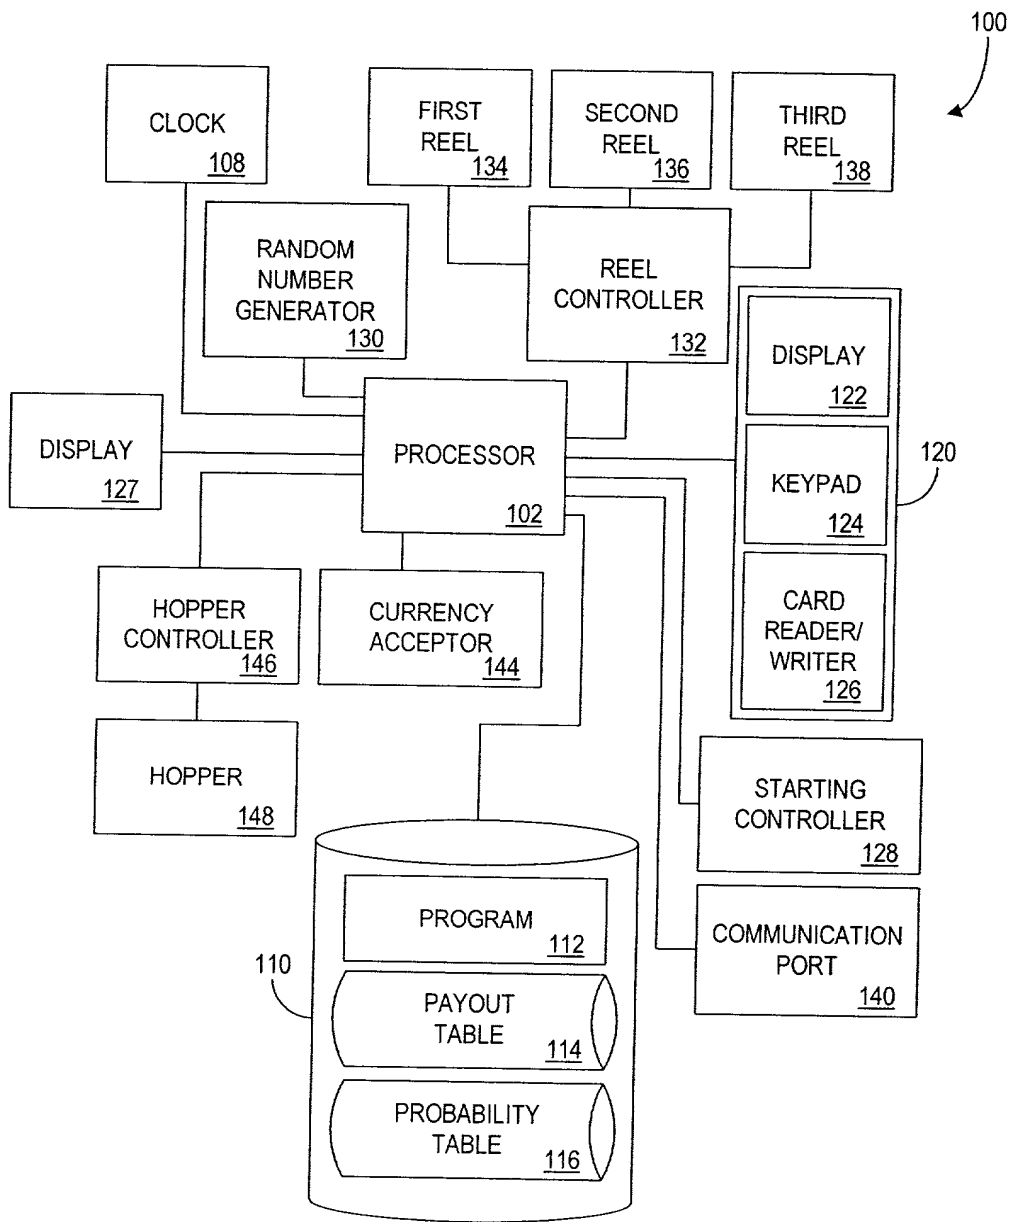 100
CLOCK
108
FIRST
REEL
134
SECOND
REEL
136
THIRD
REEL
138
RANDOM
NUMBER
GENERATOR
130
REEL
CONTROLLER
132
DISPLAY
122
DISPLAY
127
PROCESSOR
102
KEYPAD
124
120
CARD
READER/
WRITER
126
HOPPER
CONTROLLER
146
CURRENCY
ACCEPTOR
144
HOPPER
148
STARTING
CONTROLLER
128
COMMUNICATION
PORT
140
110
PROGRAM
112
PAYOUT
TABLE
114
PROBABILITY
TABLE
116